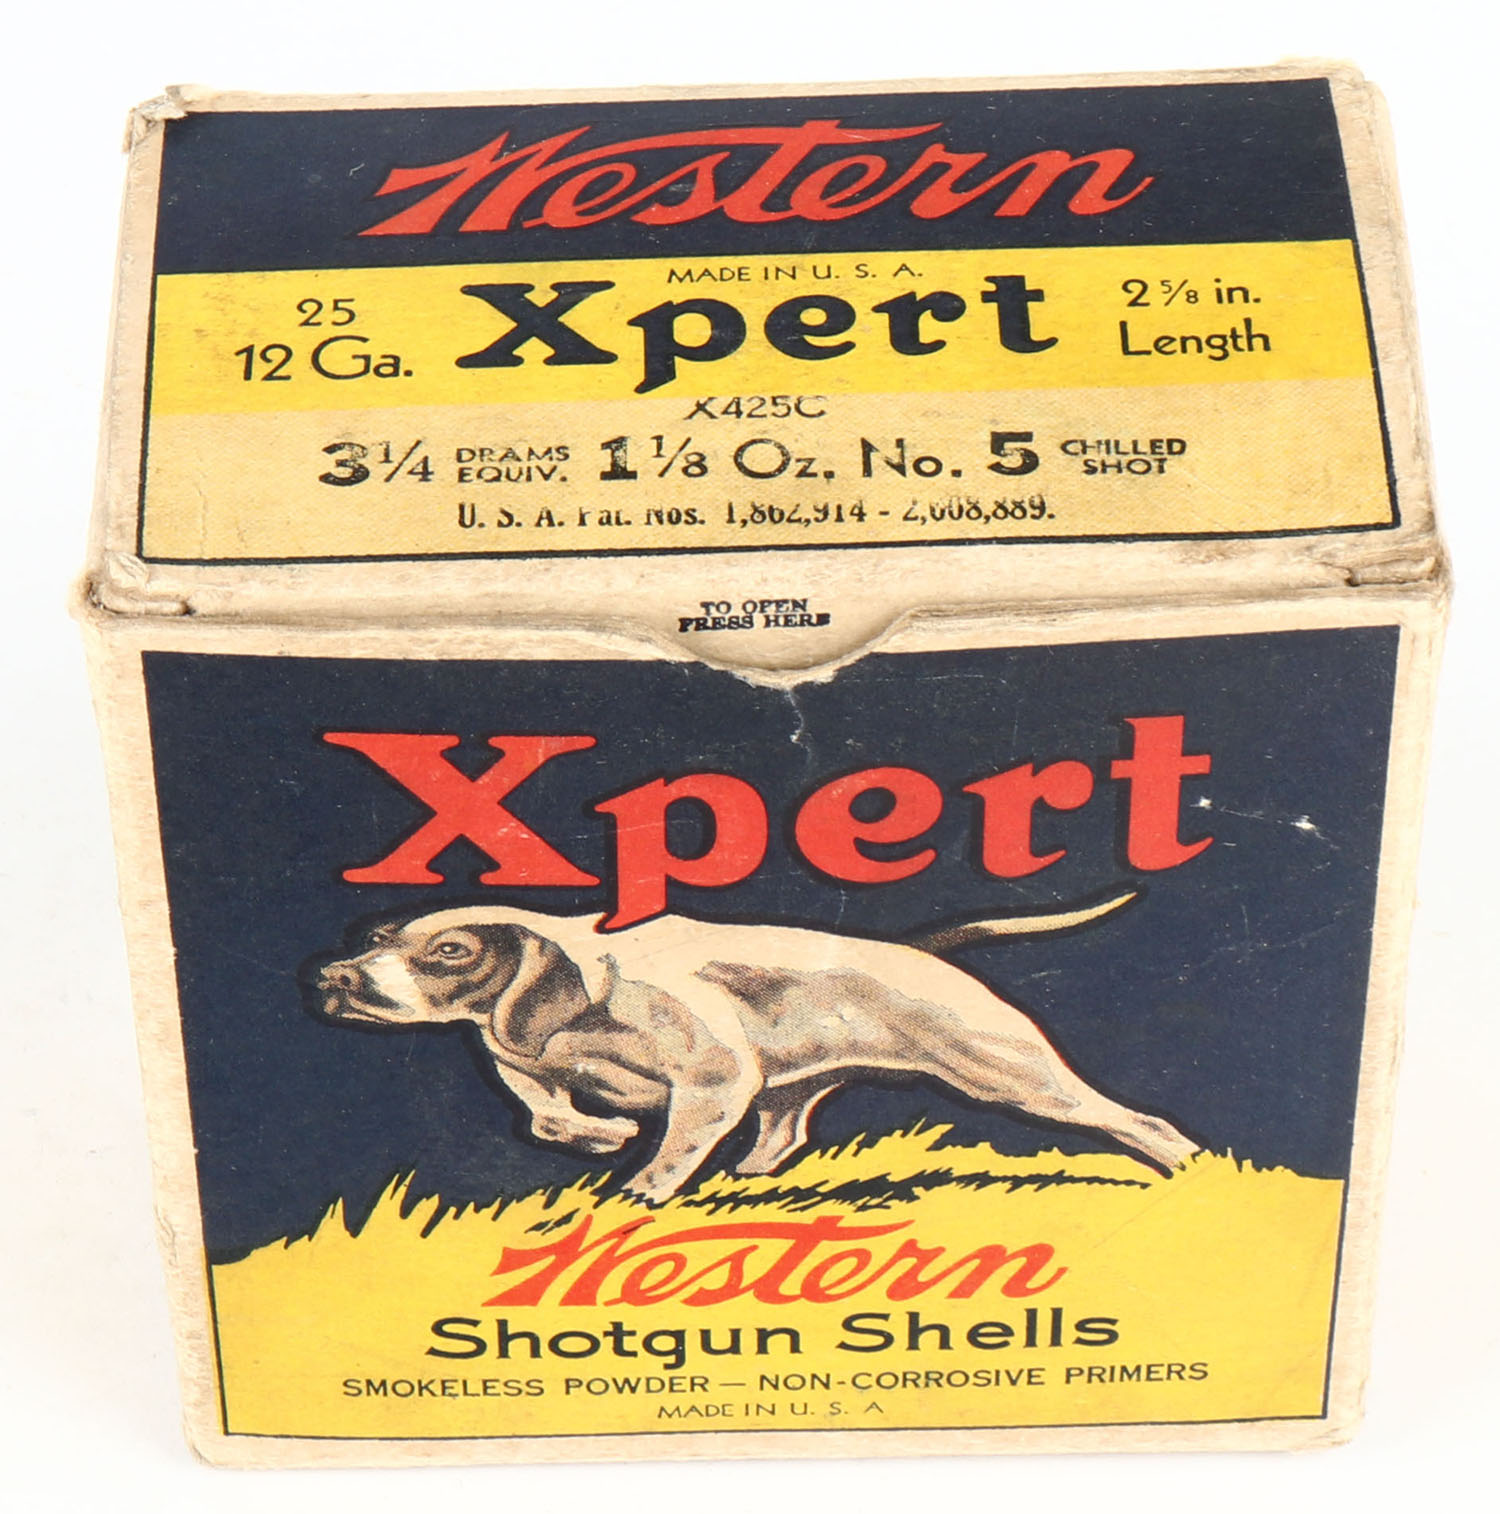 Western
MADE IN U. S. A.
25
12 Ga.
Xpert
2 5/8 in.
Length
X425C
3 1/4 DRAMS EQUIV. 1 1/8 Oz. No. 5 CHILLED SHOT
U. S. A. Pat. Nos. 1,862,914 - 2,008,889.
TO OPEN
PRESS HERE
Xpert
Western
Shotgun Shells
SMOKELESS POWDER — NON-CORROSIVE PRIMERS
MADE IN U. S. A